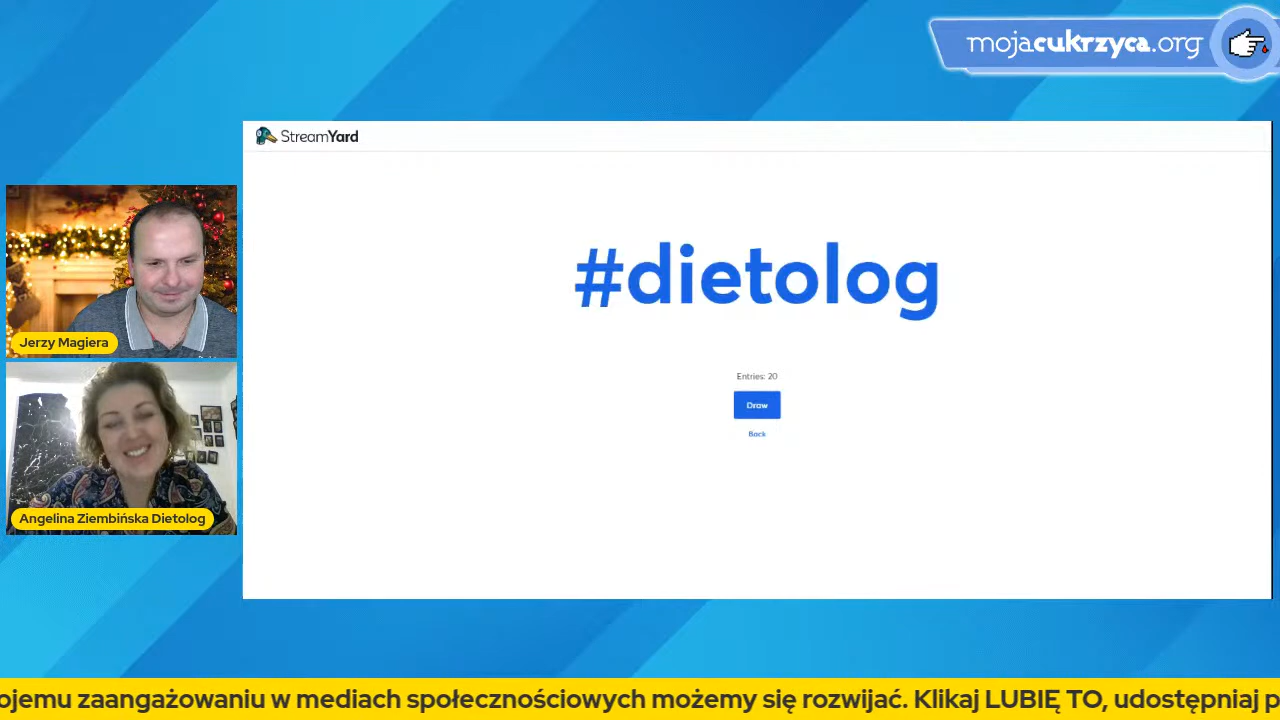 mojacukrzyca.org
StreamYard
#dietolog
Entries: 20
Draw
Back
Jerzy Magiera
Angelina Ziembińska Dietolog
ojemu zaangażowaniu w mediach społecznościowych możemy się rozwijać. Klikaj LUBIĘ TO, udostępniaj p